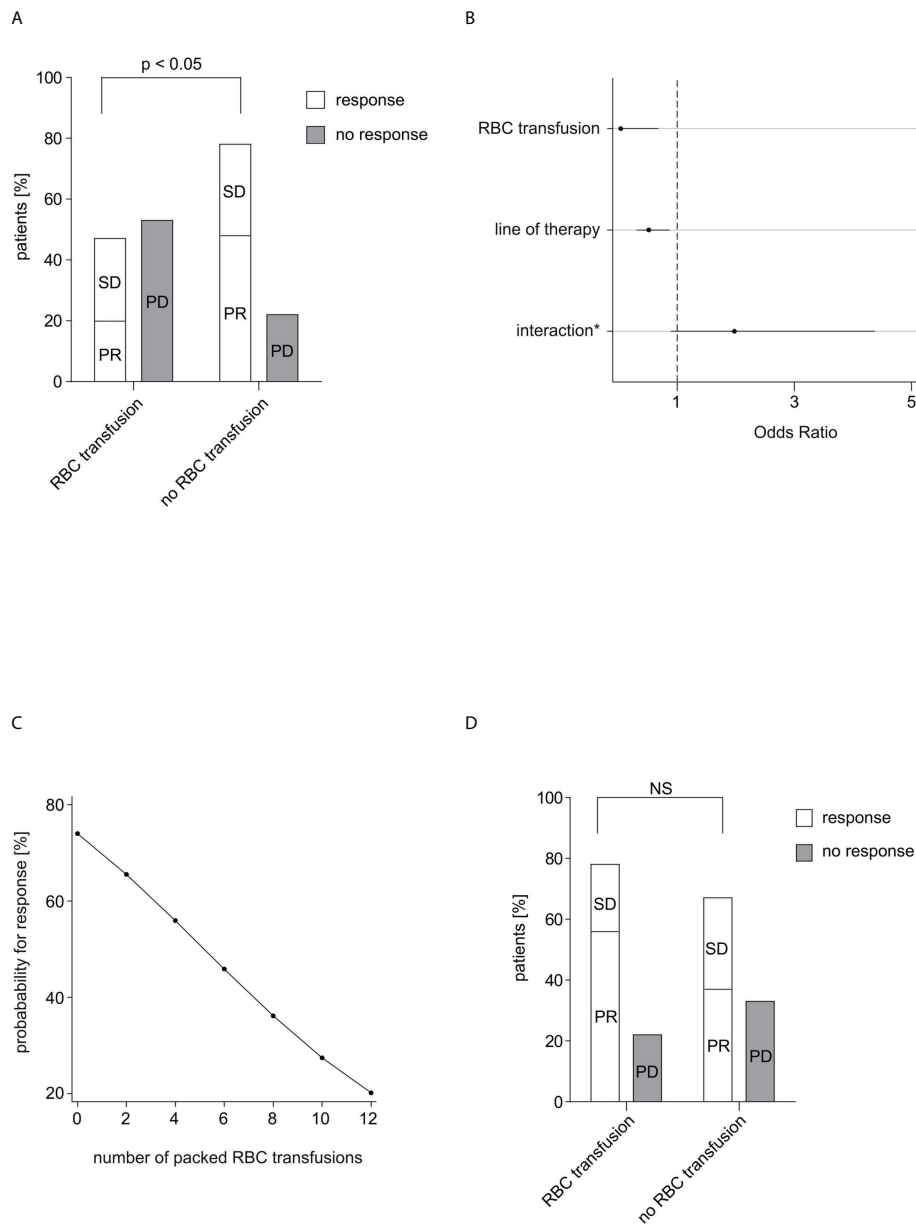 A
p < 0.05
100
80
60
40
20
0
patients [%]
response
no response
SD
PR
PD
SD
PR
PD
RBC transfusion
no RBC transfusion
B
RBC transfusion
line of therapy
interaction*
1
3
5
Odds Ratio
C
80
60
40
20
probabability for response [%]
0
2
4
6
8
10
12
number of packed RBC transfusions
D
NS
100
80
60
40
20
0
patients [%]
response
no response
SD
PR
PD
SD
PR
PD
RBC transfusion
no RBC transfusion